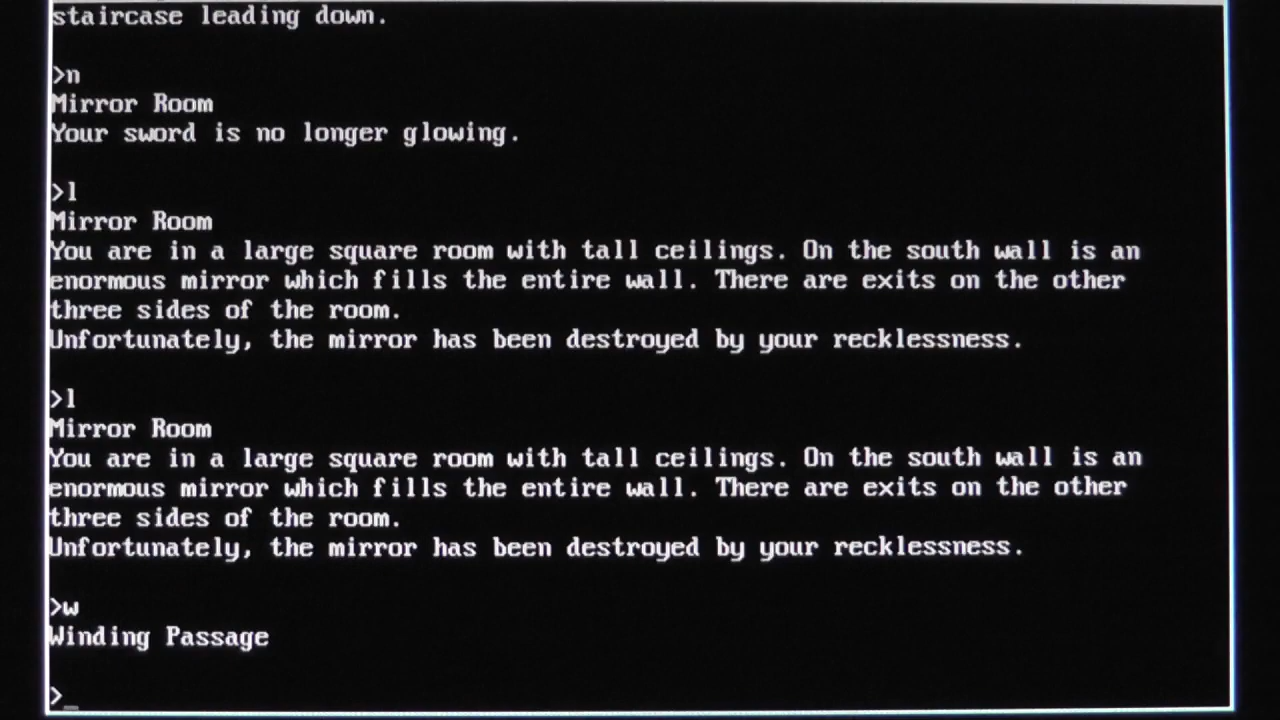 staircase leading down.
>n
Mirror Room
Your sword is no longer glowing.
>l
Mirror Room
You are in a large square room with tall ceilings. On the south wall is an
enormous mirror which fills the entire wall. There are exits on the other
three sides of the room.
Unfortunately, the mirror has been destroyed by your recklessness.
>l
Mirror Room
You are in a large square room with tall ceilings. On the south wall is an
enormous mirror which fills the entire wall. There are exits on the other
three sides of the room.
Unfortunately, the mirror has been destroyed by your recklessness.
>w
Winding Passage
>_